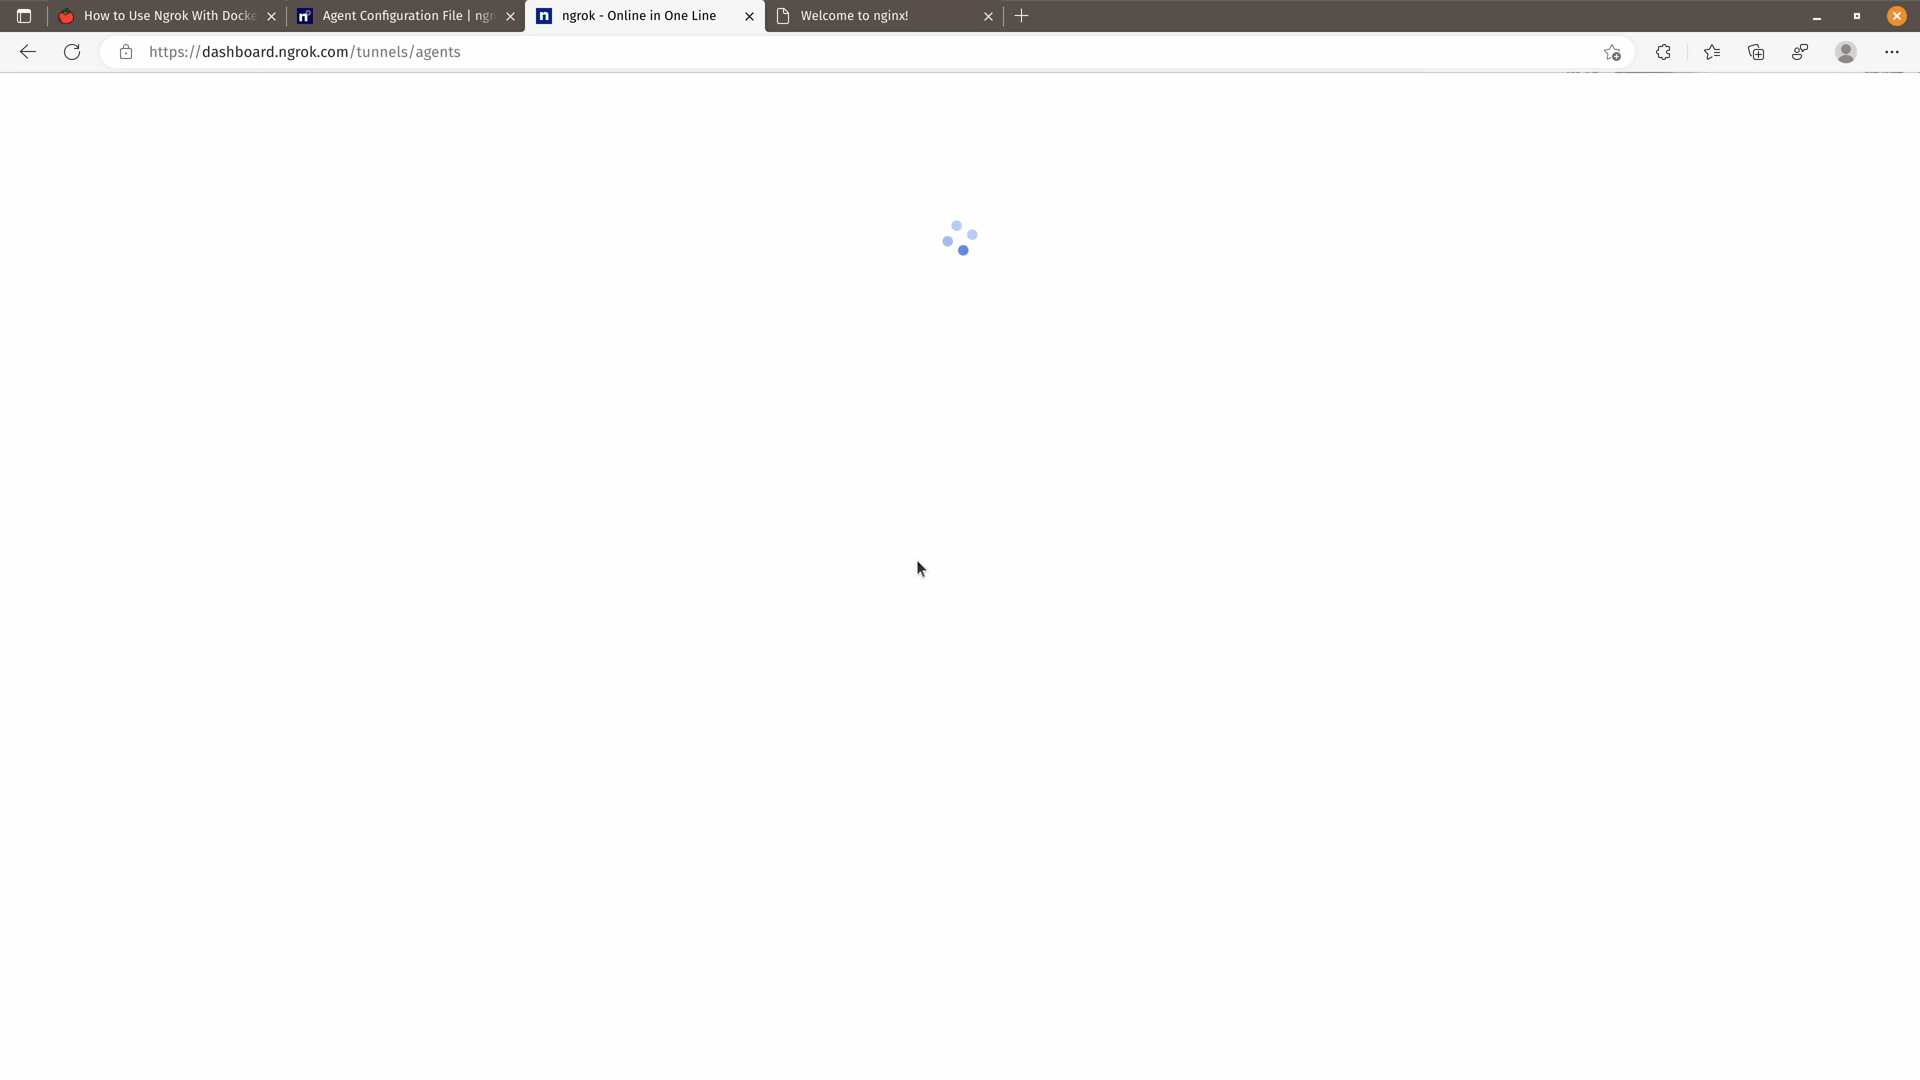 How to Use Ngrok With Docke
Agent Configuration File | ngr
n ngrok - Online in One Line
Welcome to nginx!
https://dashboard.ngrok.com/tunnels/agents